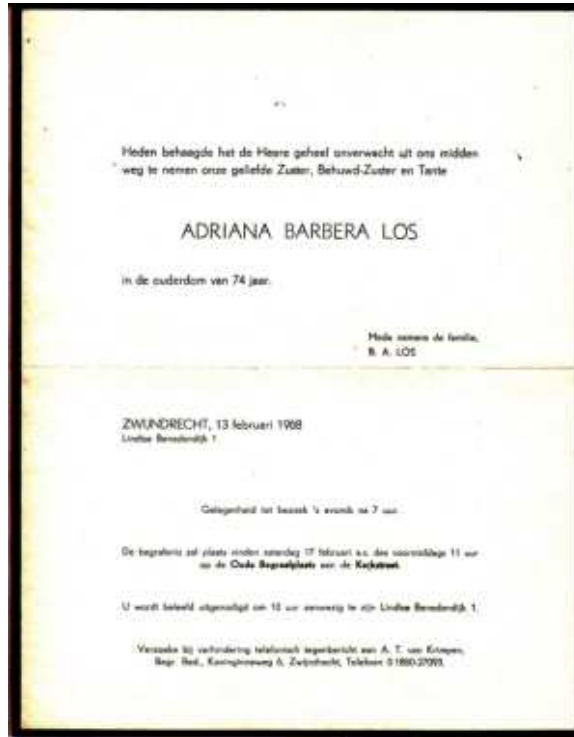 Heden behaagde het de Heere geheel onverwacht uit ons midden
weg te nemen onze geliefde Zuster, Behuwd-Zuster en Tante
ADRIANA BARBERA LOS
in de ouderdom van 74 jaar.
Mede namens de familie,
B. A. LOS
ZWIJNDRECHT, 13 februari 1968
Lindtse Benedendijk 1
Gelegenheid tot bezoek 's avonds na 7 uur.
De begrafenis zal plaats vinden zaterdag 17 februari a.s. des voormiddags 11 uur
op de Oude Begraafplaats aan de Kerkstraat.
U wordt beleefd uitgenodigd om 10 uur aanwezig te zijn Lindtse Benedendijk 1.
Verzoeke bij verhindering telefonisch tegenbericht aan A. T. van Krimpen,
Begr. Bed., Koninginneweg 6, Zwijndrecht, Telefoon 01850-27093.